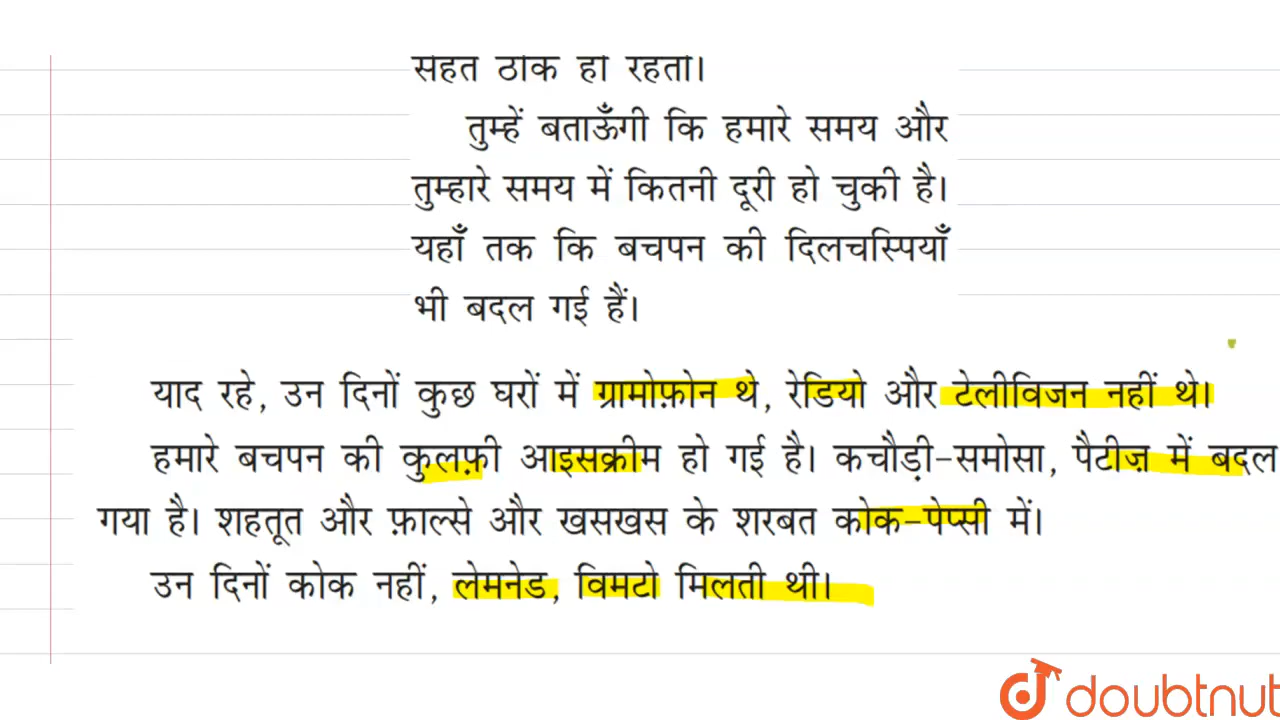 सेहत ठीक ही रहती।
तुम्हें बताऊँगी कि हमारे समय और
तुम्हारे समय में कितनी दूरी हो चुकी है।
यहाँ तक कि बचपन की दिलचस्पियाँ
भी बदल गई हैं।
याद रहे, उन दिनों कुछ घरों में ग्रामोफ़ोन थे, रेडियो और टेलीविजन नहीं थे।
हमारे बचपन की कुलफ़ी आइसक्रीम हो गई है। कचौड़ी-समोसा, पैटीज़ में बदल
गया है। शहतूत और फ़ाल्से और खसखस के शरबत कोक-पेप्सी में।
उन दिनों कोक नहीं, लेमनेड, विमटो मिलती थी।
doubtnut